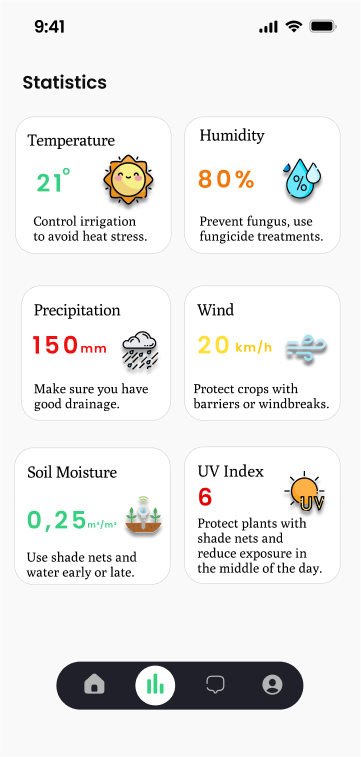 9:41
Statistics
Temperature
21°
Control irrigation
to avoid heat stress.
Humidity
80%
%
Prevent fungus, use
fungicide treatments.
Precipitation
150mm
Make sure you have
good drainage.
Wind
20 km/h
Protect crops with
barriers or windbreaks.
Soil Moisture
0,25m³/m³
Use shade nets and
water early or late.
UV Index
6
UV
Protect plants with
shade nets and
reduce exposure in
the middle of the day.